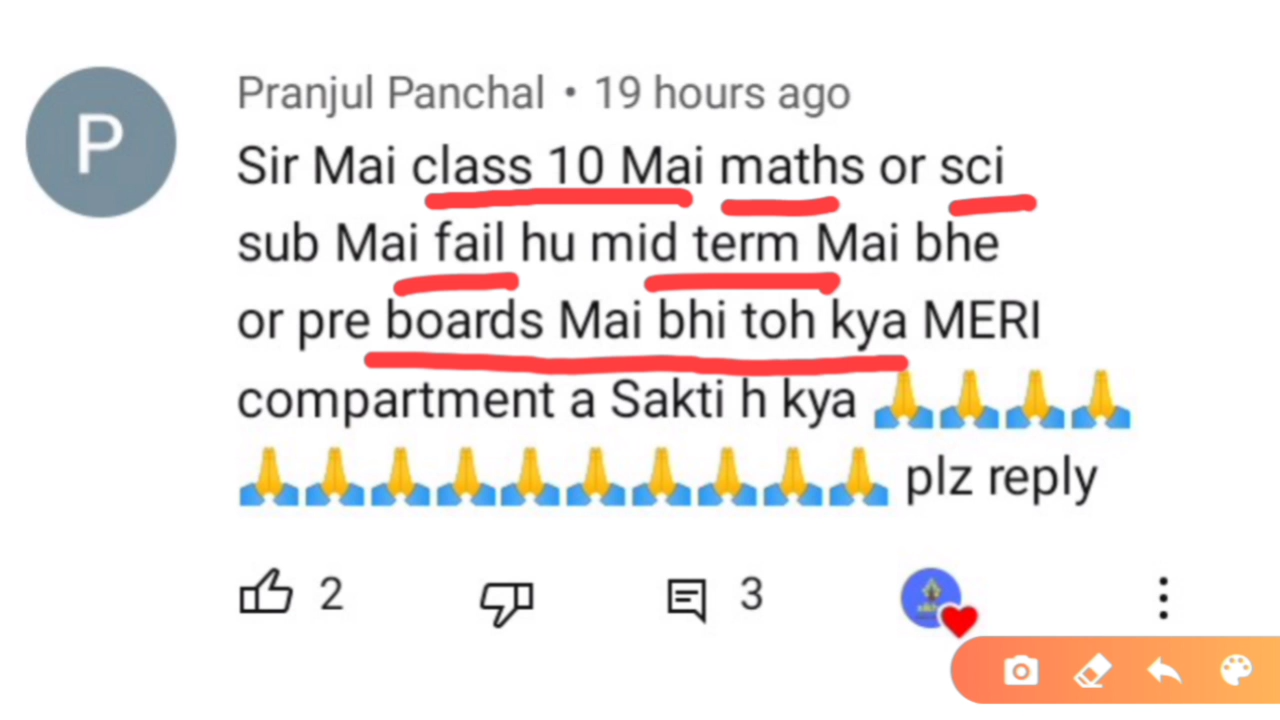 P
Pranjul Panchal • 19 hours ago
Sir Mai class 10 Mai maths or sci
sub Mai fail hu mid term Mai bhe
or pre boards Mai bhi toh kya MERI
compartment a Sakti h kya 🙏🙏🙏🙏
🙏🙏🙏🙏🙏🙏🙏🙏🙏🙏 plz reply
2 3